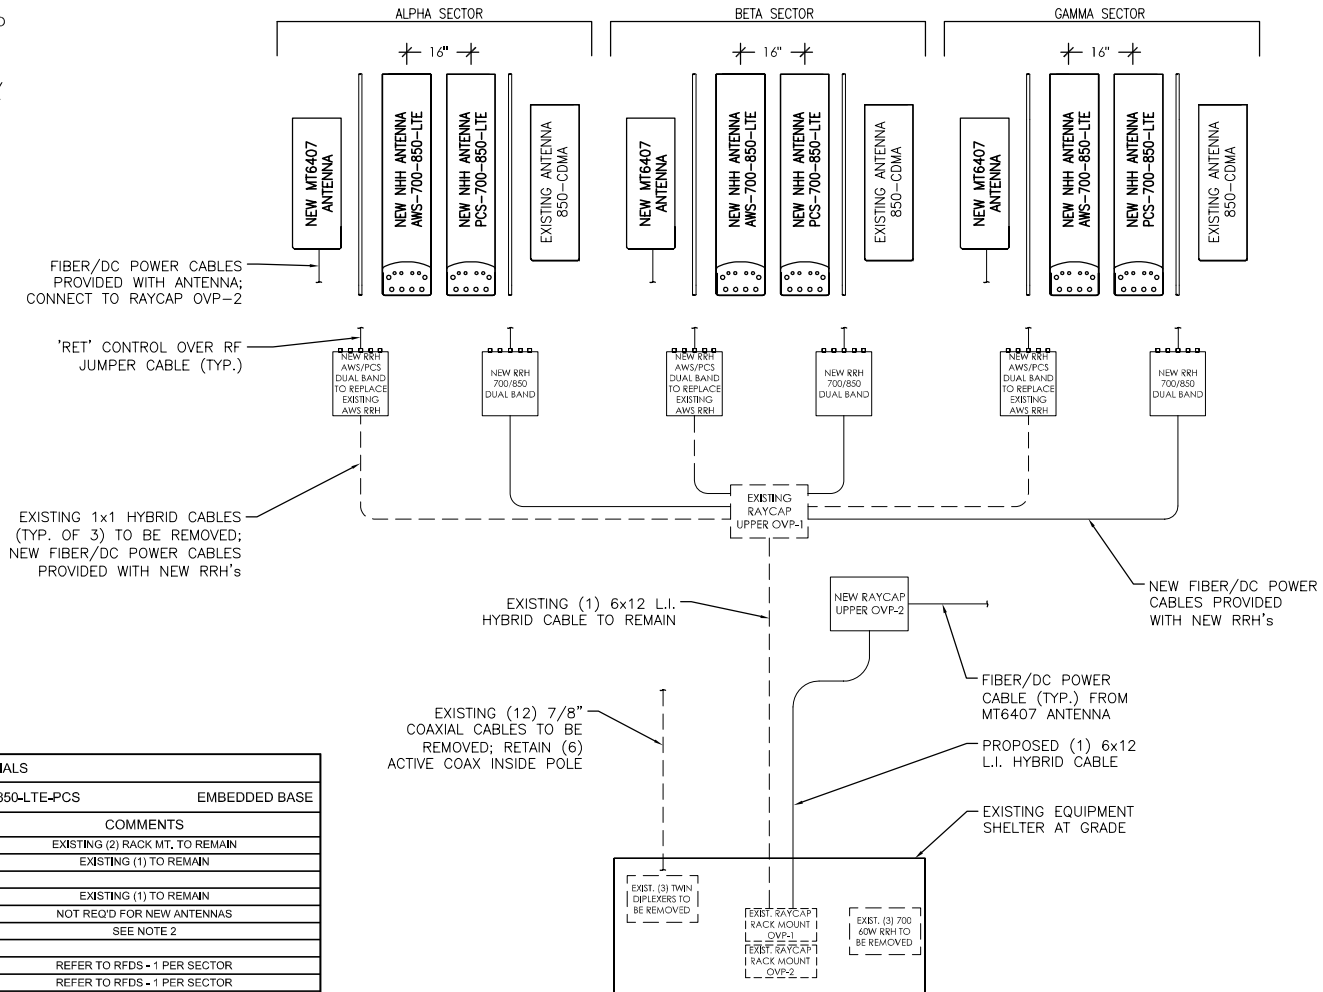 ALPHA SECTOR
BETA SECTOR
GAMMA SECTOR
16"
16"
16"
NEW MT6407
ANTENNA
NEW NHH ANTENNA
AWS-700-850-LTE
NEW NHH ANTENNA
PCS-700-850-LTE
EXISTING ANTENNA
850-CDMA
NEW MT6407
ANTENNA
NEW NHH ANTENNA
AWS-700-850-LTE
NEW NHH ANTENNA
PCS-700-850-LTE
EXISTING ANTENNA
850-CDMA
NEW MT6407
ANTENNA
NEW NHH ANTENNA
AWS-700-850-LTE
NEW NHH ANTENNA
PCS-700-850-LTE
EXISTING ANTENNA
850-CDMA
FIBER/DC POWER CABLES
PROVIDED WITH ANTENNA;
CONNECT TO RAYCAP OVP-2
'RET' CONTROL OVER RF
JUMPER CABLE (TYP.)
NEW RRH
AWS/PCS
DUAL BAND
TO REPLACE
EXISTING
AWS RRH
NEW RRH
700/850
DUAL BAND
NEW RRH
AWS/PCS
DUAL BAND
TO REPLACE
EXISTING
AWS RRH
NEW RRH
700/850
DUAL BAND
NEW RRH
AWS/PCS
DUAL BAND
TO REPLACE
EXISTING
AWS RRH
NEW RRH
700/850
DUAL BAND
EXISTING 1x1 HYBRID CABLES
(TYP. OF 3) TO BE REMOVED;
NEW FIBER/DC POWER CABLES
PROVIDED WITH NEW RRH's
EXISTING
RAYCAP
UPPER OVP-1
NEW FIBER/DC POWER
CABLES PROVIDED
WITH NEW RRH's
EXISTING (1) 6x12 L.I.
HYBRID CABLE TO REMAIN
NEW RAYCAP
UPPER OVP-2
FIBER/DC POWER
CABLE (TYP.) FROM
MT6407 ANTENNA
EXISTING (12) 7/8"
COAXIAL CABLES TO BE
REMOVED; RETAIN (6)
ACTIVE COAX INSIDE POLE
PROPOSED (1) 6x12
L.I. HYBRID CABLE
EXISTING EQUIPMENT
SHELTER AT GRADE
EXIST. (3) TWIN
DIPLEXERS TO
BE REMOVED
EXIST. RAYCAP
RACK MOUNT
OVP-1
EXIST. RAYCAP
RACK MOUNT
OVP-2
EXIST. (3) 700
60W RRH TO
BE REMOVED
IALS
850-LTE-PCS EMBEDDED BASE
COMMENTS
EXISTING (2) RACK MT. TO REMAIN
EXISTING (1) TO REMAIN
EXISTING (1) TO REMAIN
NOT REQ'D FOR NEW ANTENNAS
SEE NOTE 2
REFER TO RFDS - 1 PER SECTOR
REFER TO RFDS - 1 PER SECTOR